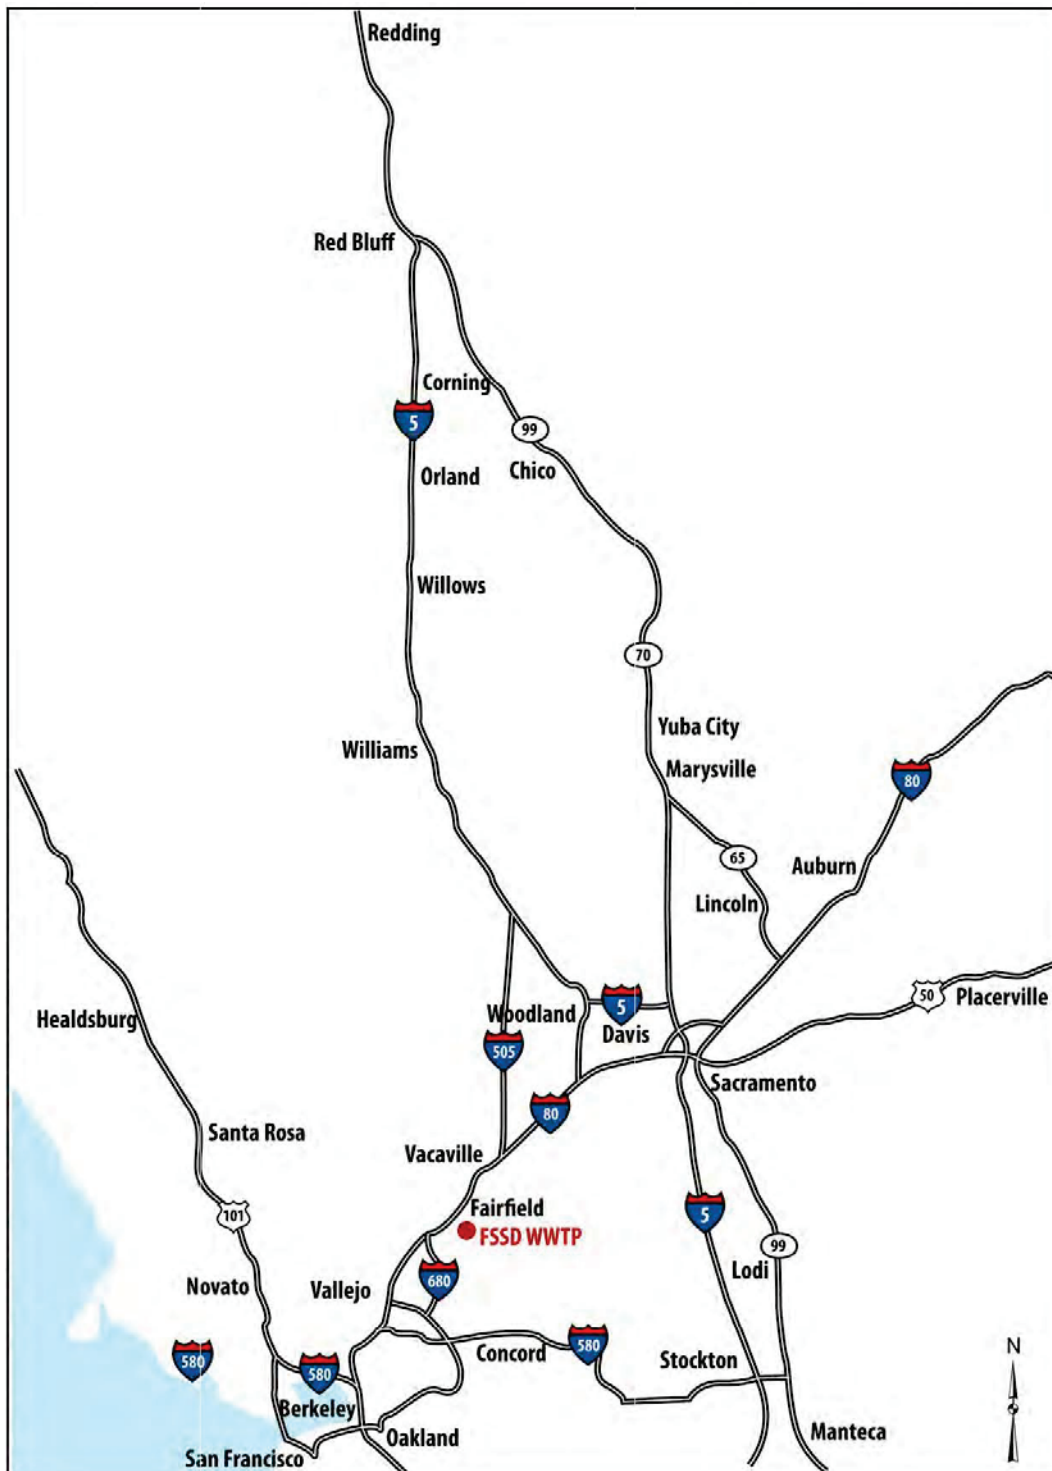 Redding
Red Bluff
Corning
5
99
Orland
Chico
Willows
70
Yuba City
Williams
Marysville
80
65
Auburn
Lincoln
50
Placerville
Woodland
5
Healdsburg
Davis
505
Sacramento
80
Santa Rosa
Vacaville
Fairfield
101
5
FSSD WWTP
99
Lodi
Novato
Vallejo
680
N
580
580
580
Concord
Stockton
Berkeley
Manteca
Oakland
San Francisco